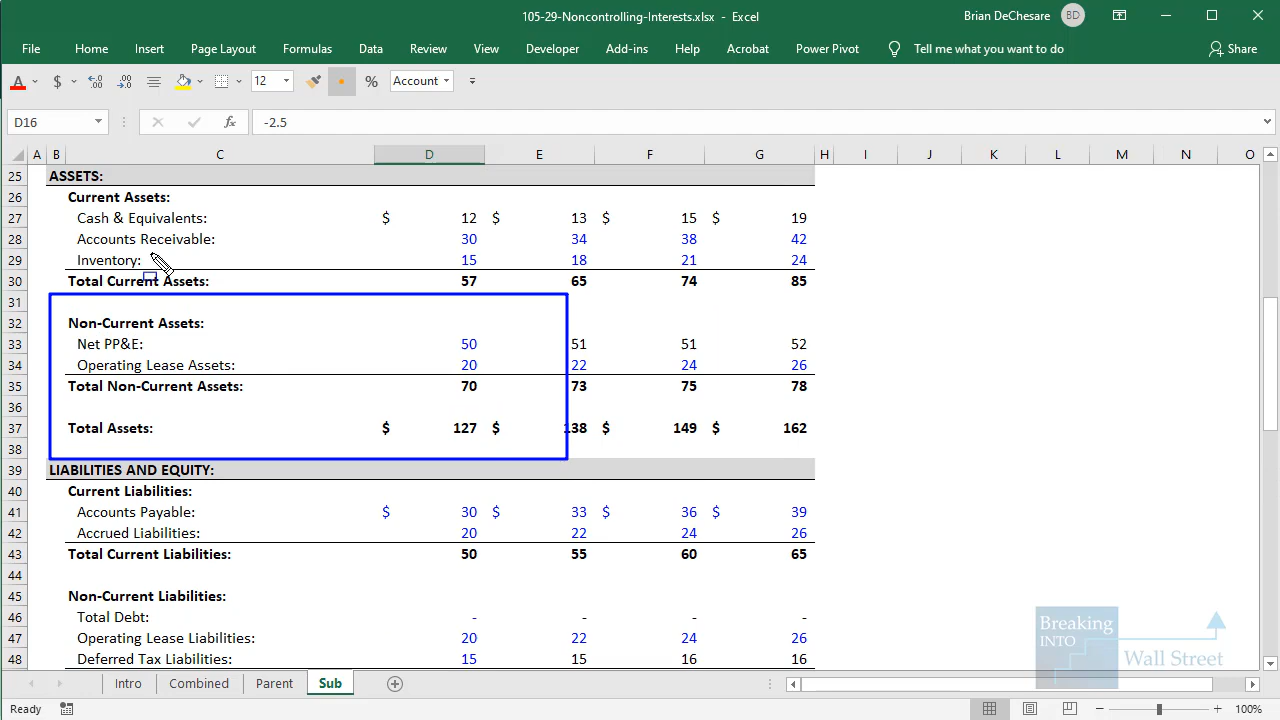 105-29-Noncontrolling-Interests.xlsx - Excel
Brian DeChesare BD
File Home Insert Page Layout Formulas Data Review View Developer Add-ins Help Acrobat Power Pivot Tell me what you want to do Share
A $ .00 12 % Account
D16 fx -2.5
A B C D E F G H I J K L M N O
25 ASSETS:
26 Current Assets:
27 Cash & Equivalents: $ 12 $ 13 $ 15 $ 19
28 Accounts Receivable: 30 34 38 42
29 Inventory: 15 18 21 24
30 Total Current Assets: 57 65 74 85
31
32 Non-Current Assets:
33 Net PP&E: 50 51 51 52
34 Operating Lease Assets: 20 22 24 26
35 Total Non-Current Assets: 70 73 75 78
36
37 Total Assets: $ 127 $ 138 $ 149 $ 162
38
39 LIABILITIES AND EQUITY:
40 Current Liabilities:
41 Accounts Payable: $ 30 $ 33 $ 36 $ 39
42 Accrued Liabilities: 20 22 24 26
43 Total Current Liabilities: 50 55 60 65
44
45 Non-Current Liabilities:
46 Total Debt: - - - -
47 Operating Lease Liabilities: 20 22 24 26
48 Deferred Tax Liabilities: 15 15 16 16
Breaking
INTO
Wall Street
Intro Combined Parent Sub
Ready 100%